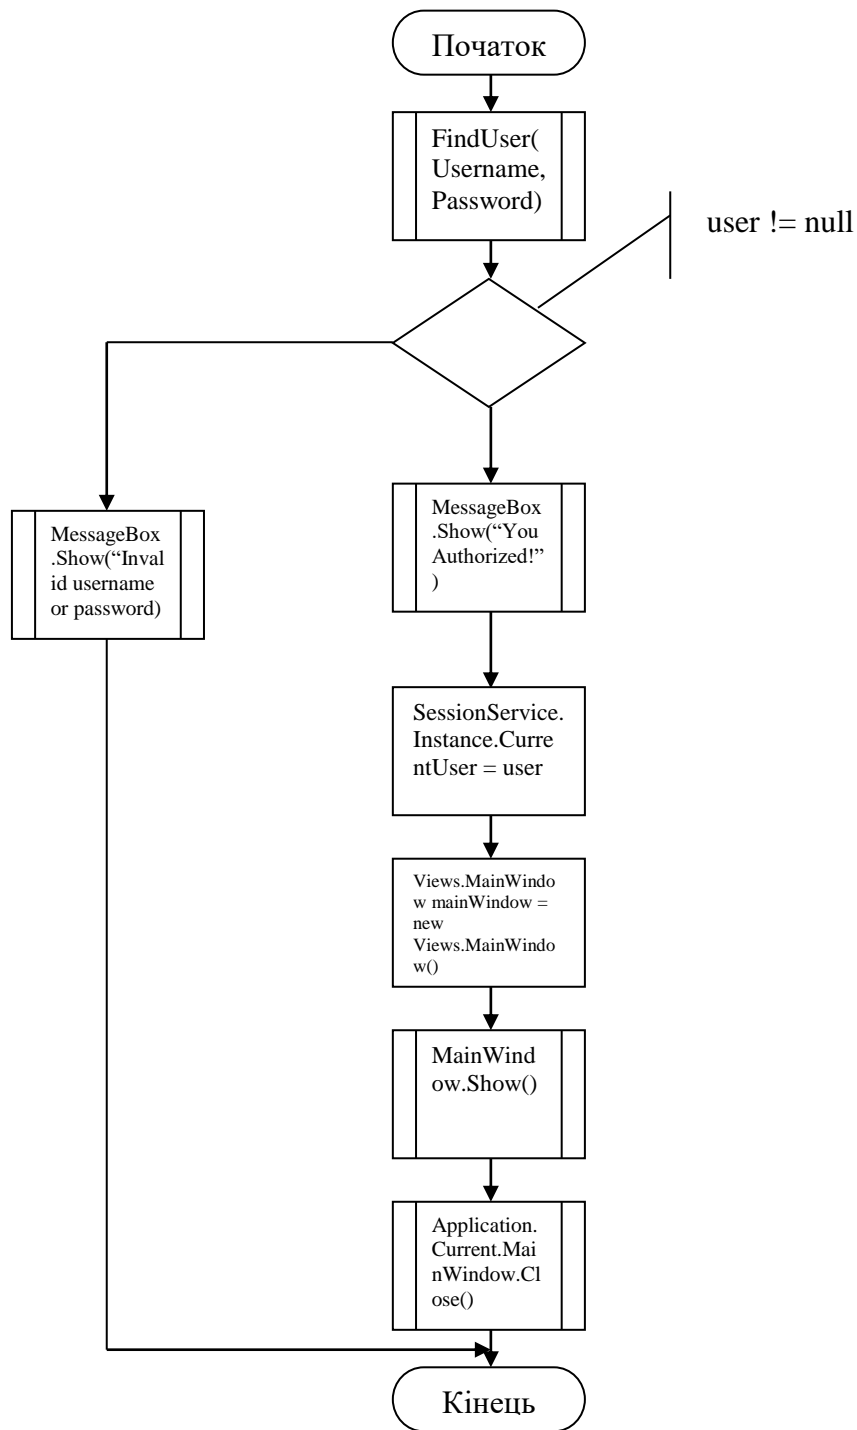 Початок
FindUser(
Username,
Password)
user != null
MessageBox
.Show(“You
Authorized!”
)
MessageBox
.Show(“Inval
id username
or password)
SessionService.
Instance.Curre
ntUser = user
Views.MainWindo
w mainWindow =
new
Views.MainWindo
w()
MainWind
ow.Show()
Application.
Current.Mai
nWindow.Cl
ose()
Кінець